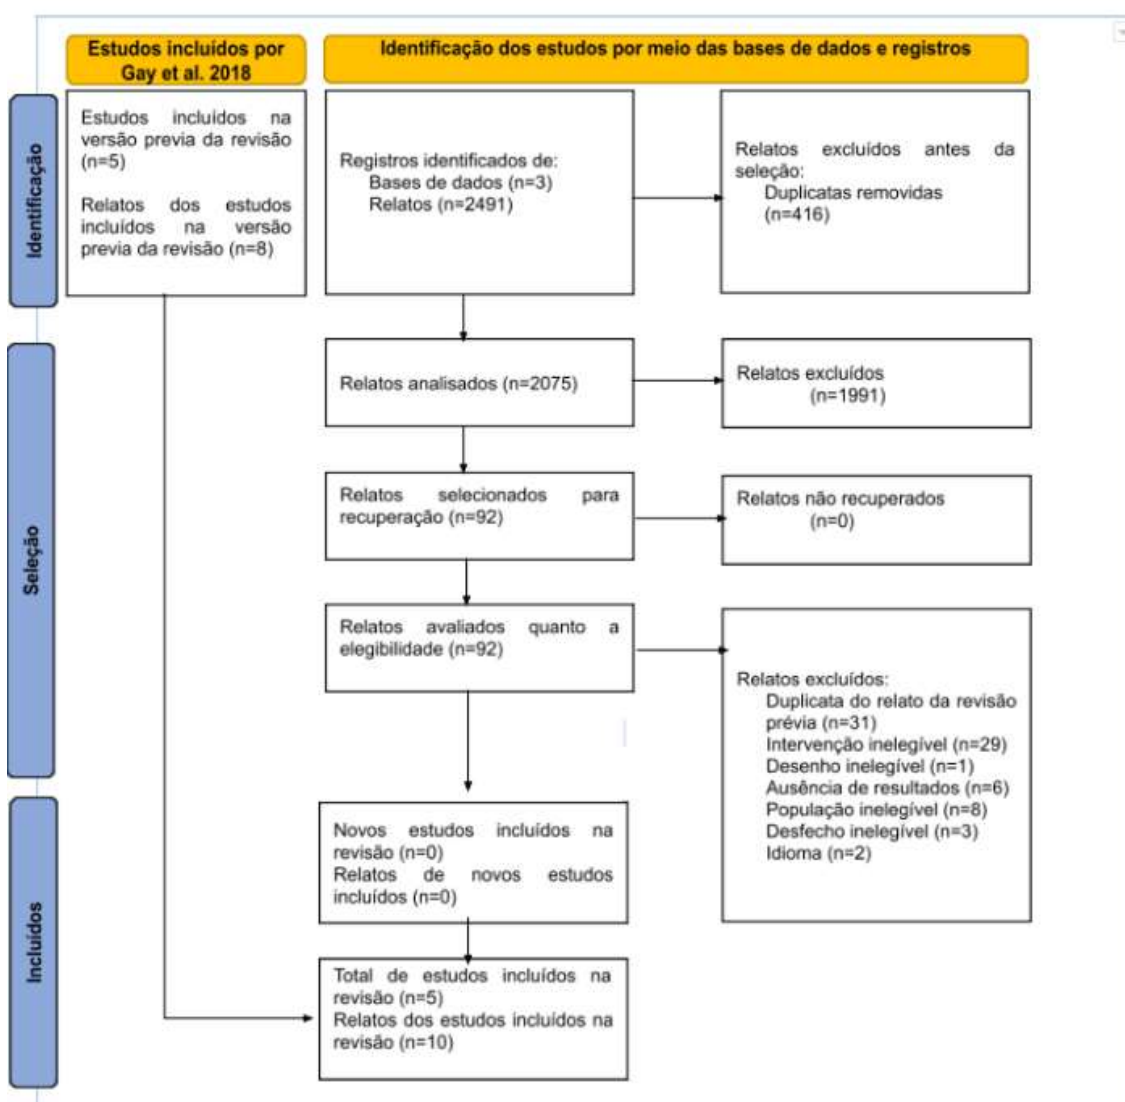 Estudos incluídos por
Gay et al. 2018
Identificação dos estudos por meio das bases de dados e registros
Identificação
Estudos incluídos na
versão previa da revisão
(n=5)
Relatos dos estudos
incluídos na versão
previa da revisão (n=8)
Registros identificados de:
Bases de dados (n=3)
Relatos (n=2491)
Relatos excluídos antes da
seleção:
Duplicatas removidas
(n=416)
Seleção
Relatos analisados (n=2075)
Relatos excluídos
(n=1991)
Relatos selecionados para
recuperação (n=92)
Relatos não recuperados
(n=0)
Relatos avaliados quanto a
elegibilidade (n=92)
Relatos excluídos:
Duplicata do relato da revisão
prévia (n=31)
Intervenção inelegível (n=29)
Desenho inelegível (n=1)
Ausência de resultados (n=6)
População inelegível (n=8)
Desfecho inelegível (n=3)
Idioma (n=2)
Incluídos
Novos estudos incluídos na
revisão (n=0)
Relatos de novos estudos
incluídos (n=0)
Total de estudos incluídos na
revisão (n=5)
Relatos dos estudos incluídos na
revisão (n=10)